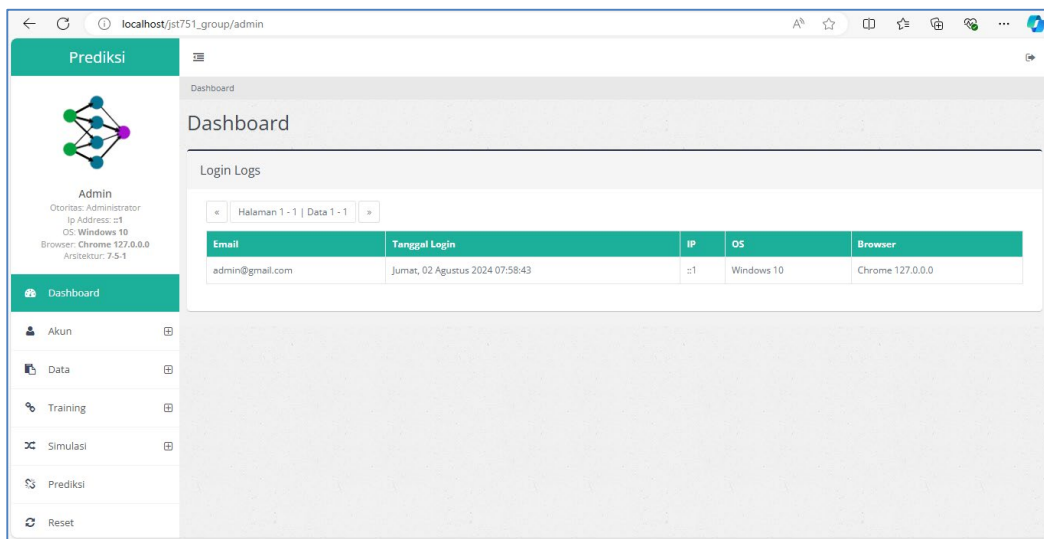 localhost/jst751_group/admin
Prediksi
Admin
Otoritas: Administrator
Ip Address: ::1
OS: Windows 10
Browser: Chrome 127.0.0.0
Arsitektur: 7-5-1
Dashboard
Akun
Data
Training
Simulasi
Prediksi
Reset
Dashboard
Dashboard
Login Logs
« Halaman 1 - 1 | Data 1 - 1 »
Email Tanggal Login IP OS Browser
admin@gmail.com Jumat, 02 Agustus 2024 07:58:43 ::1 Windows 10 Chrome 127.0.0.0